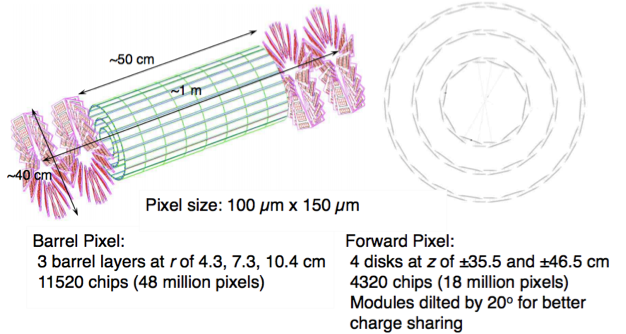 ~50 cm
~1 m
~40 cm
Pixel size: 100 µm x 150 µm
Barrel Pixel:
3 barrel layers at r of 4.3, 7.3, 10.4 cm
11520 chips (48 million pixels)
Forward Pixel:
4 disks at z of ±35.5 and ±46.5 cm
4320 chips (18 million pixels)
Modules dilted by 20º for better
charge sharing